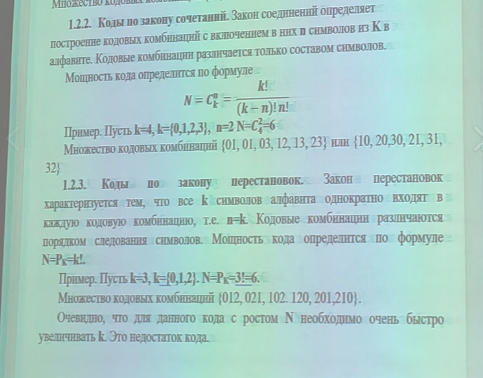 Множество кодовых
1.2.2. Коды по закону сочетаний. Закон соединений определяет
построение кодовых комбинаций с включением в них n символов из K в
алфавите. Кодовые комбинации различается только составом символов.
Мощность кода определится по формуле
N = C_k^n = k! / ((k − n)! n!)
Пример. Пусть k=4, k={0,1,2,3}, n=2 N=C_4^2=6
Множество кодовых комбинаций {01, 01, 03, 12, 13, 23} или {10, 20,30, 21, 31,
32}
1.2.3. Коды по закону перестановок. Закон перестановок
характеризуется тем, что все k символов алфавита однократно входят в
каждую кодовую комбинацию, т.е. n=k. Кодовые комбинации различаются
порядком следования символов. Мощность кода определится по формуле
N=P_K=k!.
Пример. Пусть k=3, k={0,1,2}. N=P_K=3!=6.
Множество кодовых комбинаций {012, 021, 102. 120, 201,210}.
Очевидно, что для данного кода с ростом N необходимо очень быстро
увеличивать k. Это недостаток кода.